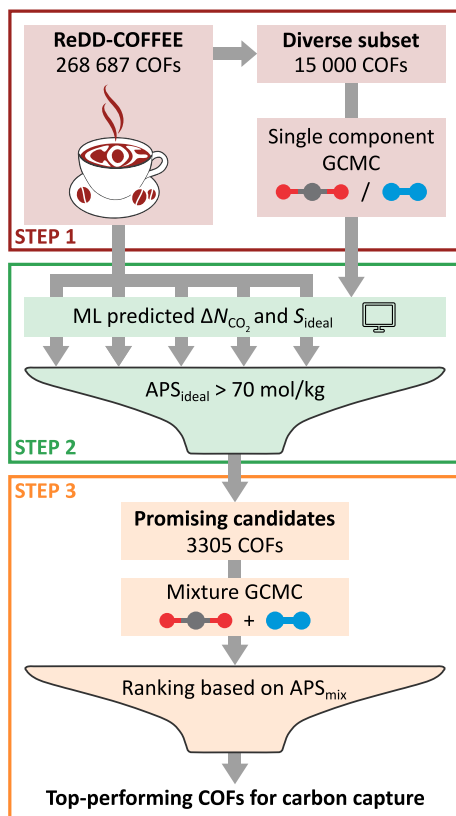 ReDD-COFFEE
268 687 COFs
Diverse subset
15 000 COFs
Single component
GCMC
/
STEP 1
ML predicted ΔN_CO₂ and S_ideal
APS_ideal > 70 mol/kg
STEP 2
STEP 3
Promising candidates
3305 COFs
Mixture GCMC
+
Ranking based on APS_mix
Top-performing COFs for carbon capture